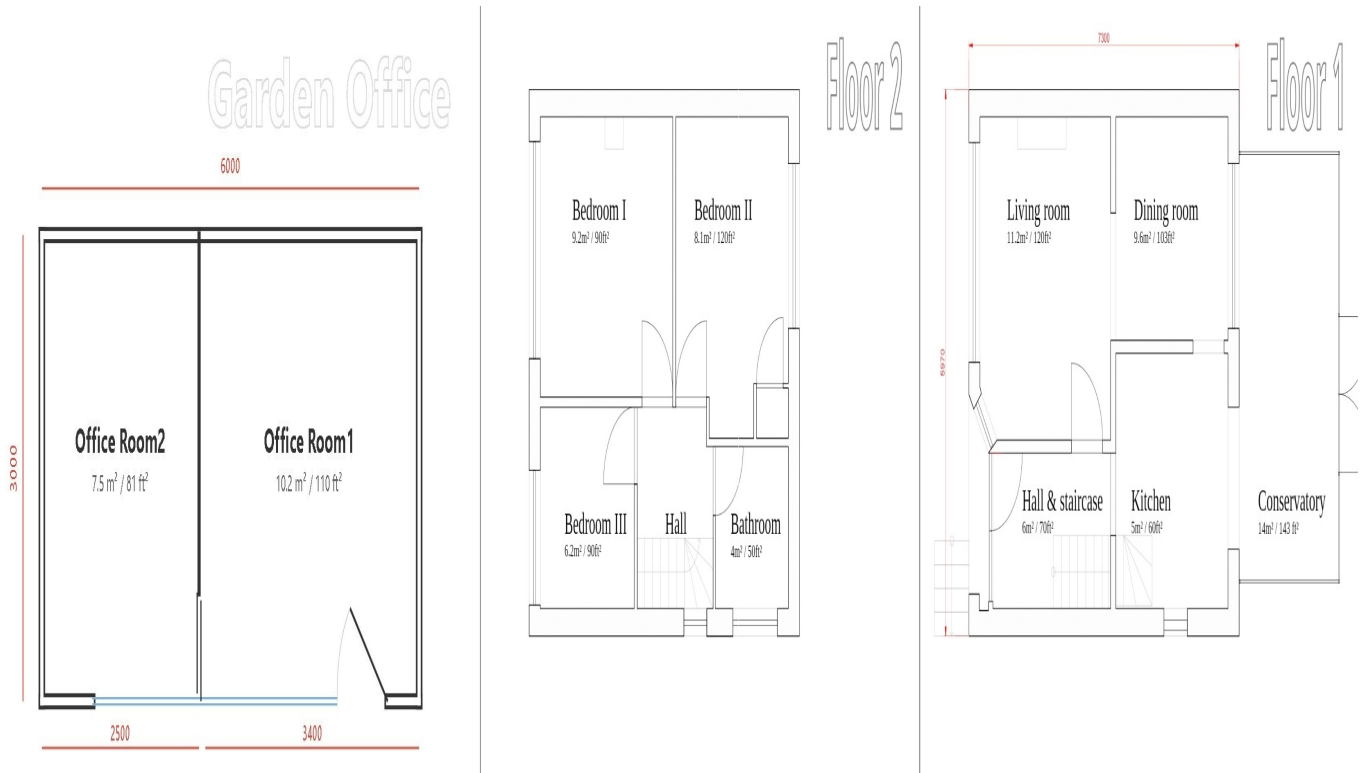 Garden Office
6000
3000
Office Room2
7.5 m² / 81 ft²
Office Room1
10.2 m² / 110 ft²
2500
3400
Floor 2
Bedroom I
9.2m² / 90ft²
Bedroom II
8.1m² / 120ft²
Bedroom III
6.2m² / 90ft²
Hall
Bathroom
4m² / 50ft²
Floor 1
7300
Living room
11.2m² / 120ft²
Dining room
9.6m² / 103ft²
Hall & staircase
6m² / 70ft²
Kitchen
5m² / 60ft²
Conservatory
14m² / 143 ft²